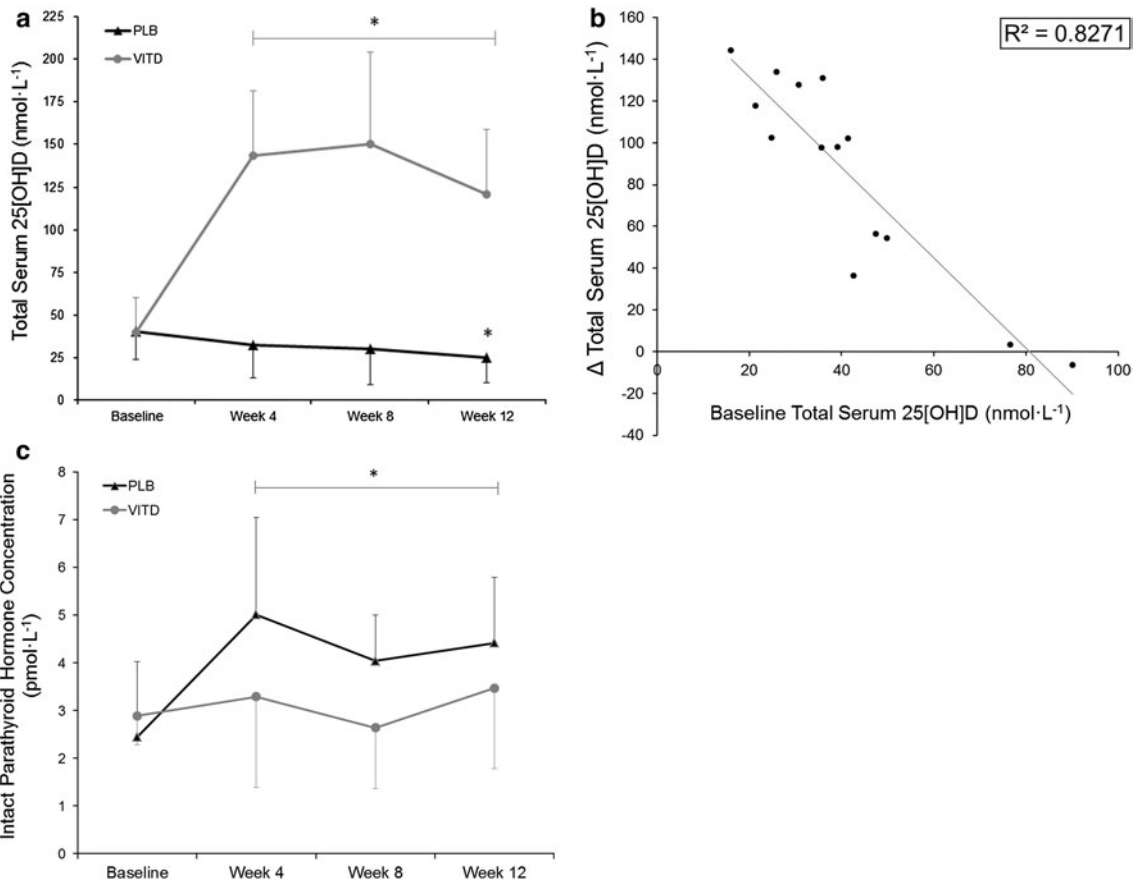 a
Total Serum 25[OH]D (nmol·L⁻¹)
225
200
175
150
125
100
75
50
25
0
PLB
VITD
*
*
Baseline Week 4 Week 8 Week 12
b
Δ Total Serum 25[OH]D (nmol·L⁻¹)
160
140
120
100
80
60
40
20
0
-20
-40
R² = 0.8271
0 20 40 60 80 100
Baseline Total Serum 25[OH]D (nmol·L⁻¹)
c
Intact Parathyroid Hormone Concentration
(pmol·L⁻¹)
8
7
6
5
4
3
2
1
0
PLB
VITD
*
Baseline Week 4 Week 8 Week 12